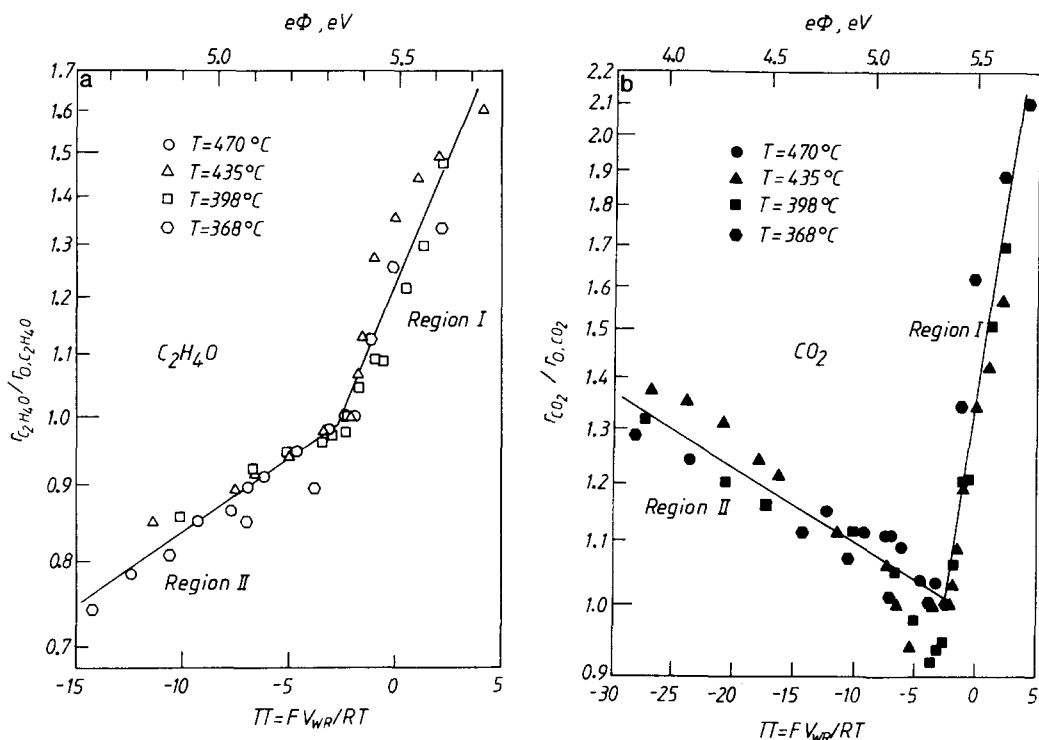 eΦ , eV
5.0 5.5
a
1.7
1.6
1.5
1.4
1.3
1.2
1.1
1.0
0.9
0.8
0.7
r C₂H₄O / r O, C₂H₄O
T=470°C
T=435°C
T=398°C
T=368°C
C₂H₄O
Region I
Region II
-15 -10 -5 0 5
Π=FV_WR/RT
eΦ , eV
4.0 4.5 5.0 5.5
b
2.2
2.1
2.0
1.9
1.8
1.7
1.6
1.5
1.4
1.3
1.2
1.1
1.0
0.9
r CO₂ / r O, CO₂
T=470°C
T=435°C
T=398°C
T=368°C
CO₂
Region I
Region II
-30 -25 -20 -15 -10 -5 0 5
Π=FV_WR/RT